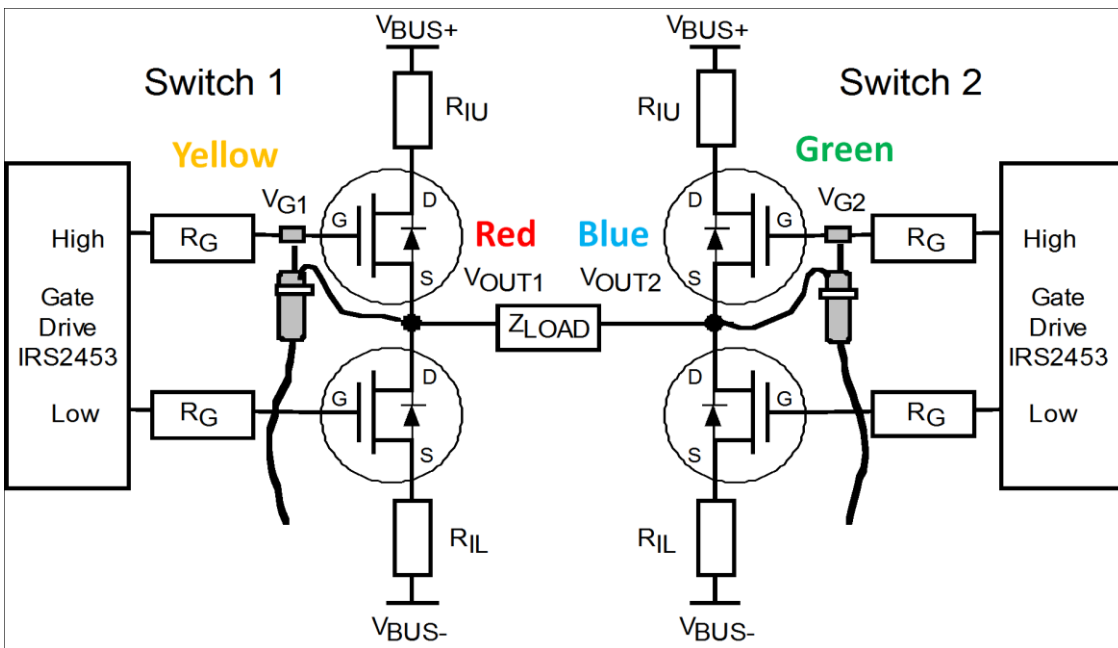 VBUS+
VBUS+
Switch 1
Switch 2
RIU
RIU
Yellow
Green
VG1
VG2
D
D
High
RG
G
Red
Blue
G
RG
High
S
S
VOUT1
VOUT2
Gate
Drive
IRS2453
ZLOAD
Gate
Drive
IRS2453
D
D
Low
RG
G
G
RG
Low
S
S
RIL
RIL
VBUS-
VBUS-